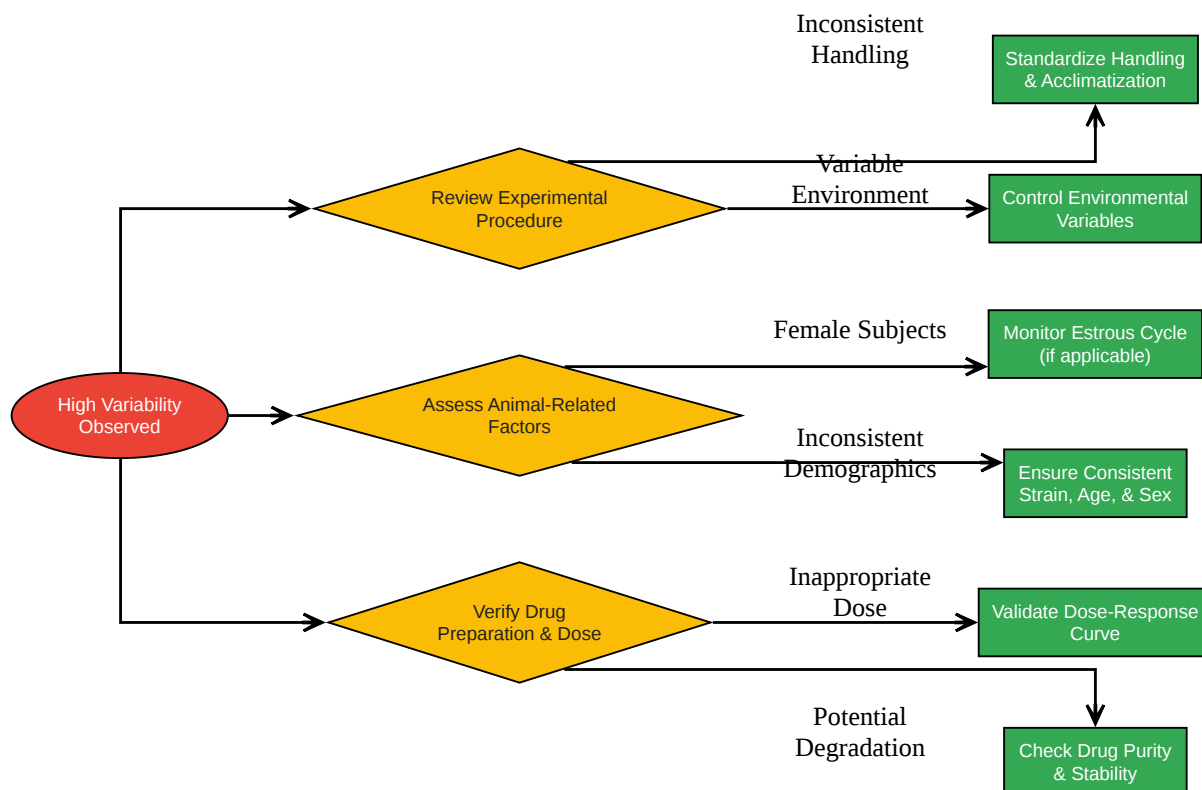 Inconsistent
Handling
Standardize Handling
& Acclimatization
Review Experimental
Procedure
Variable
Environment
Control Environmental
Variables
High Variability
Observed
Assess Animal-Related
Factors
Female Subjects
Monitor Estrous Cycle
(if applicable)
Inconsistent
Demographics
Ensure Consistent
Strain, Age, & Sex
Verify Drug
Preparation & Dose
Inappropriate
Dose
Validate Dose-Response
Curve
Potential
Degradation
Check Drug Purity
& Stability